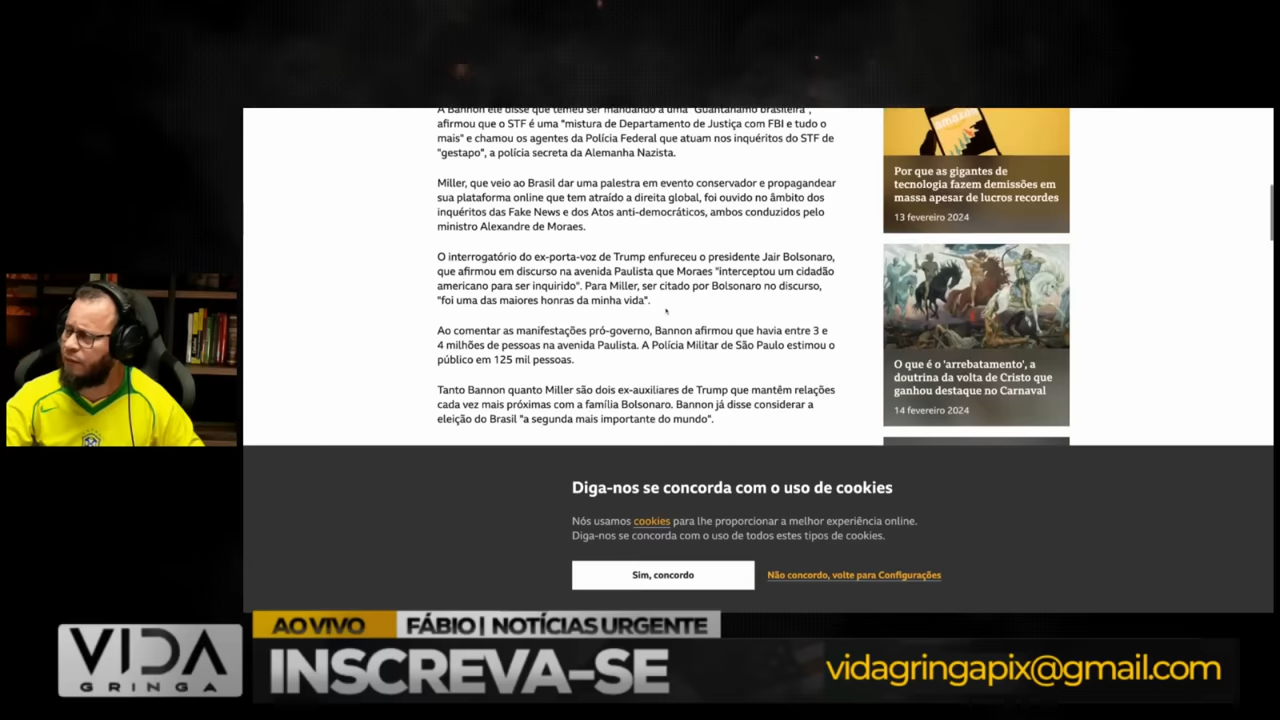 A Bannon ele disse que temeu ser mandando a uma "Guantánamo brasileira",
afirmou que o STF é uma "mistura de Departamento de Justiça com FBI e tudo o
mais" e chamou os agentes da Polícia Federal que atuam nos inquéritos do STF de
"gestapo", a polícia secreta da Alemanha Nazista.
Miller, que veio ao Brasil dar uma palestra em evento conservador e propagandear
sua plataforma online que tem atraído a direita global, foi ouvido no âmbito dos
inquéritos das Fake News e dos Atos anti-democráticos, ambos conduzidos pelo
ministro Alexandre de Moraes.
O interrogatório do ex-porta-voz de Trump enfureceu o presidente Jair Bolsonaro,
que afirmou em discurso na avenida Paulista que Moraes "interceptou um cidadão
americano para ser inquirido". Para Miller, ser citado por Bolsonaro no discurso,
"foi uma das maiores honras da minha vida".
Ao comentar as manifestações pró-governo, Bannon afirmou que havia entre 3 e
4 milhões de pessoas na avenida Paulista. A Polícia Militar de São Paulo estimou o
público em 125 mil pessoas.
Tanto Bannon quanto Miller são dois ex-auxiliares de Trump que mantêm relações
cada vez mais próximas com a família Bolsonaro. Bannon já disse considerar a
eleição do Brasil "a segunda mais importante do mundo".
amazon
Por que as gigantes de
tecnologia fazem demissões em
massa apesar de lucros recordes
13 fevereiro 2024
O que é o 'arrebatamento', a
doutrina da volta de Cristo que
ganhou destaque no Carnaval
14 fevereiro 2024
Diga-nos se concorda com o uso de cookies
Nós usamos cookies para lhe proporcionar a melhor experiência online.
Diga-nos se concorda com o uso de todos estes tipos de cookies.
Sim, concordo
Não concordo, volte para Configurações
AO VIVO
FÁBIO | NOTÍCIAS URGENTE
VIDA
GRINGA
INSCREVA-SE
vidagringapix@gmail.com